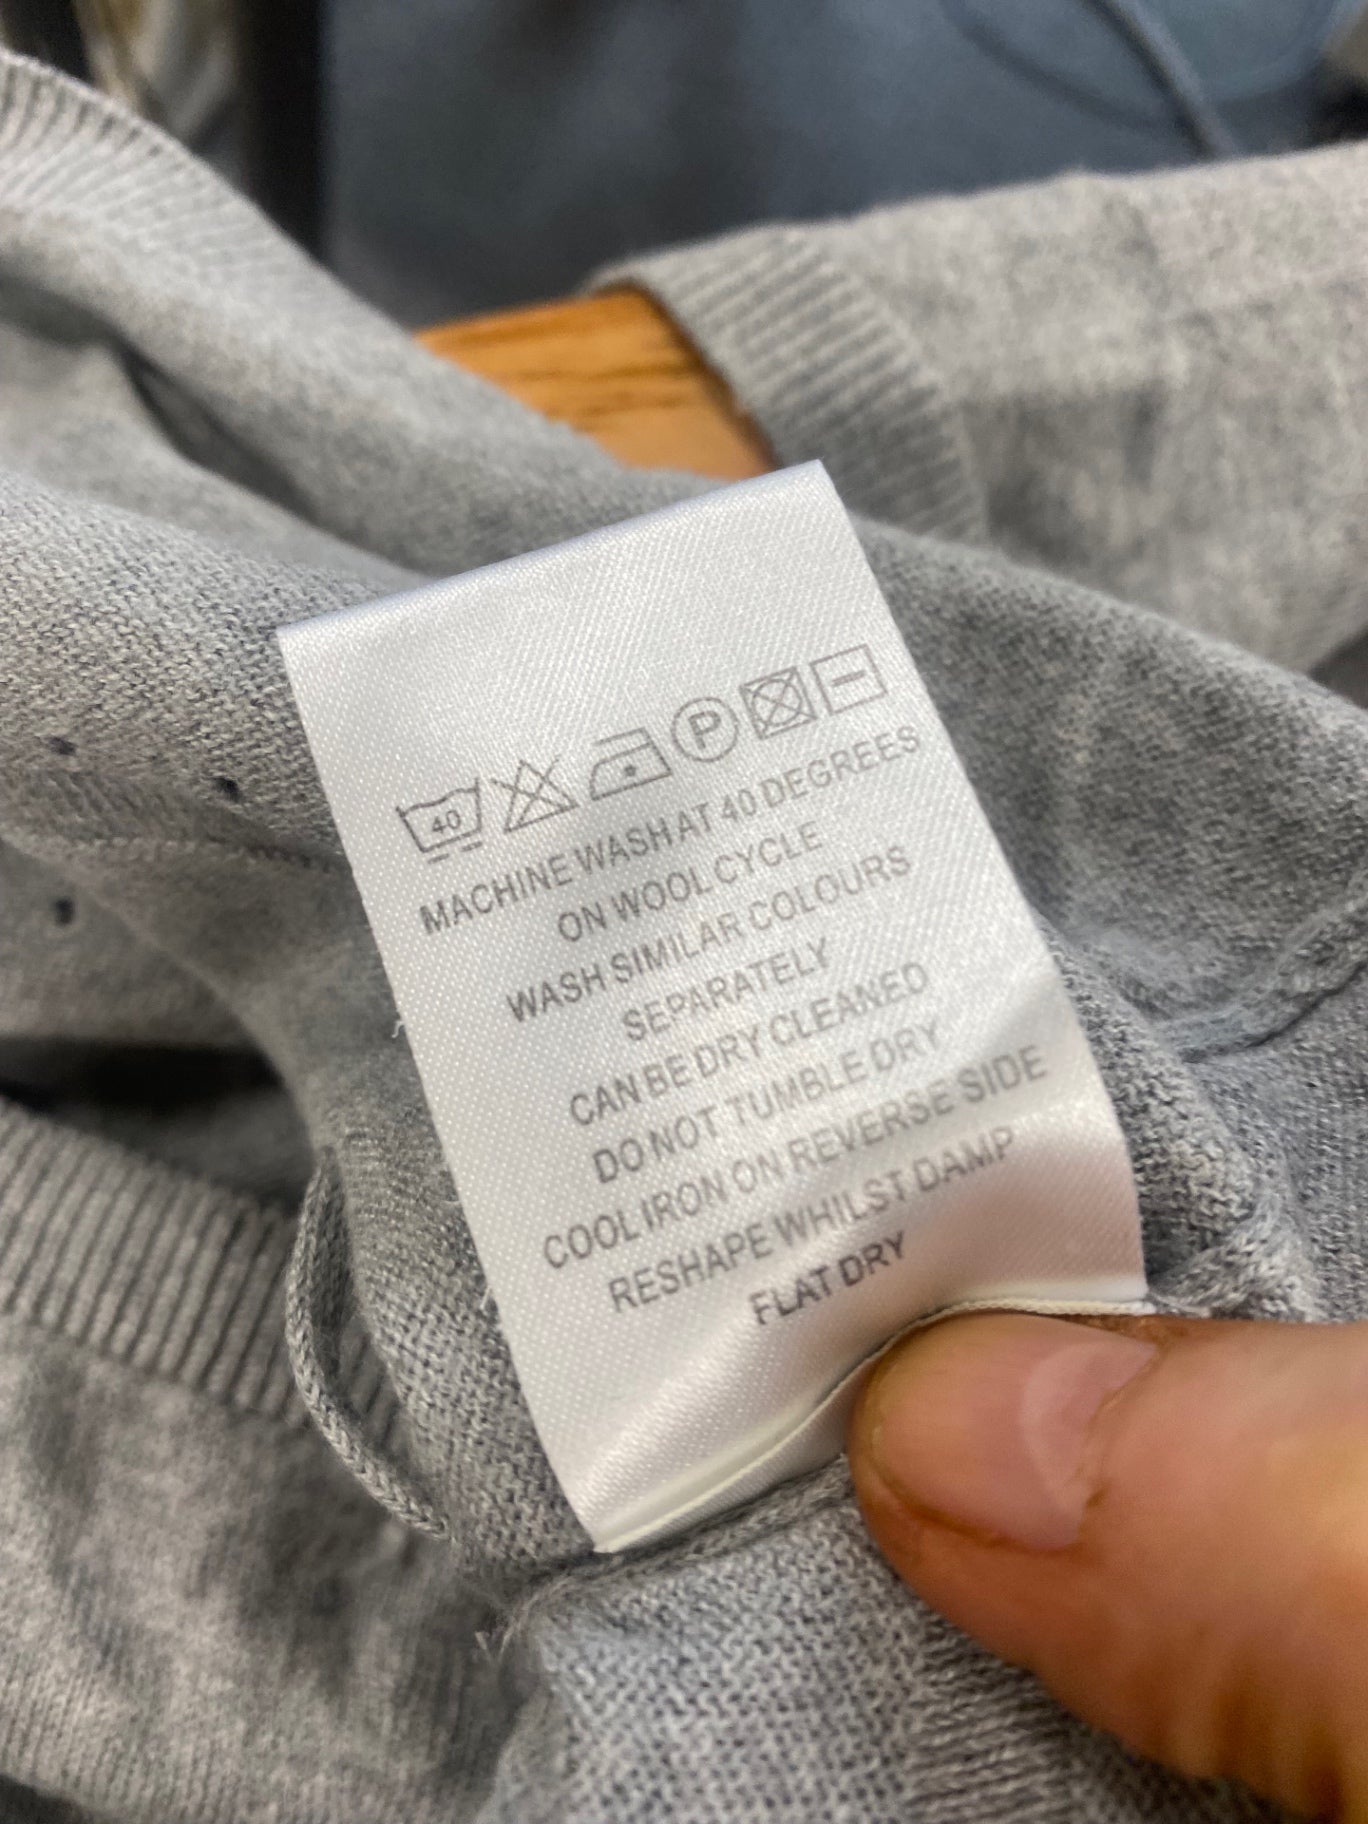 40 P
MACHINE WASH AT 40 DEGREES
ON WOOL CYCLE
WASH SIMILAR COLOURS
SEPARATELY
CAN BE DRY CLEANED
DO NOT TUMBLE DRY
COOL IRON ON REVERSE SIDE
RESHAPE WHILST DAMP
FLAT DRY